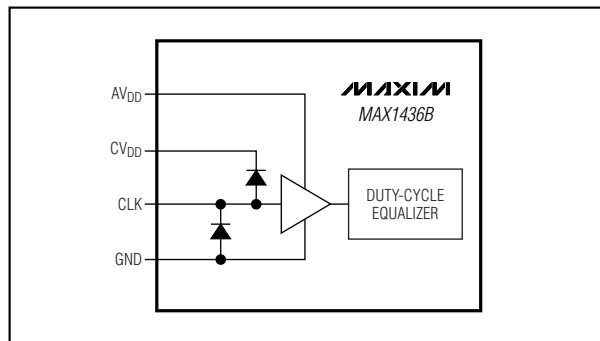 MAXIM
MAX1436B
AVDD
CVDD
CLK
GND
DUTY-CYCLE
EQUALIZER